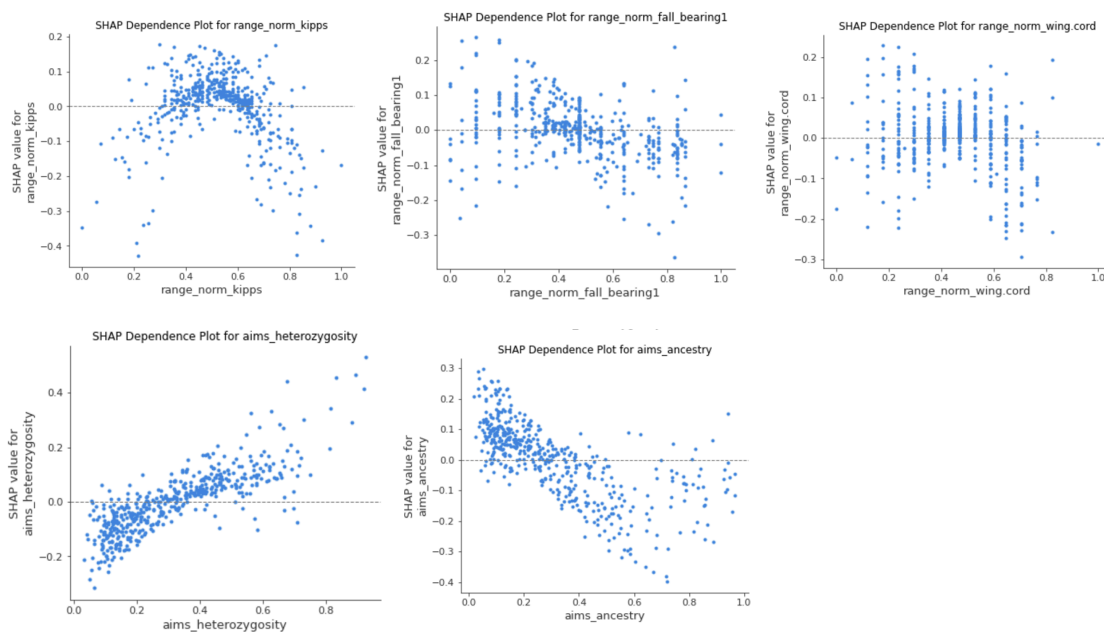 SHAP Dependence Plot for range_norm_kipps
SHAP value for
range_norm_kipps
0.2
0.1
0.0
−0.1
−0.2
−0.3
−0.4
0.0 0.2 0.4 0.6 0.8 1.0
range_norm_kipps
SHAP Dependence Plot for range_norm_fall_bearing1
SHAP value for
range_norm_fall_bearing1
0.2
0.1
0.0
−0.1
−0.2
−0.3
0.0 0.2 0.4 0.6 0.8 1.0
range_norm_fall_bearing1
SHAP Dependence Plot for range_norm_wing.cord
SHAP value for
range_norm_wing.cord
0.2
0.1
0.0
−0.1
−0.2
−0.3
0.0 0.2 0.4 0.6 0.8 1.0
range_norm_wing.cord
SHAP Dependence Plot for aims_heterozygosity
SHAP value for
aims_heterozygosity
0.4
0.2
0.0
−0.2
0.0 0.2 0.4 0.6 0.8
aims_heterozygosity
SHAP Dependence Plot for aims_ancestry
SHAP value for
aims_ancestry
0.3
0.2
0.1
0.0
−0.1
−0.2
−0.3
−0.4
0.0 0.2 0.4 0.6 0.8 1.0
aims_ancestry